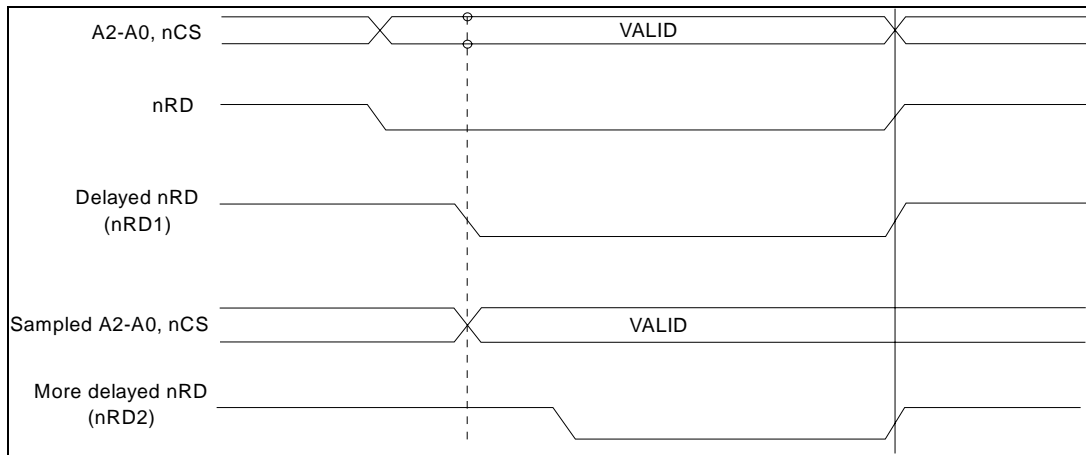 A2-A0, nCS
VALID
nRD
Delayed nRD
(nRD1)
Sampled A2-A0, nCS
VALID
More delayed nRD
(nRD2)